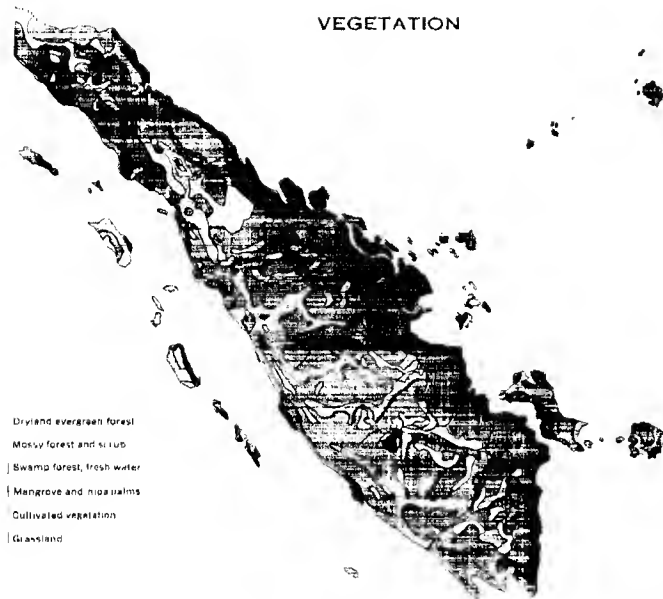 VEGETATION
Dryland evergreen forest
Mossy forest and scrub
Swamp forest, fresh water
Mangrove and nipa palms
Cultivated vegetation
Grassland